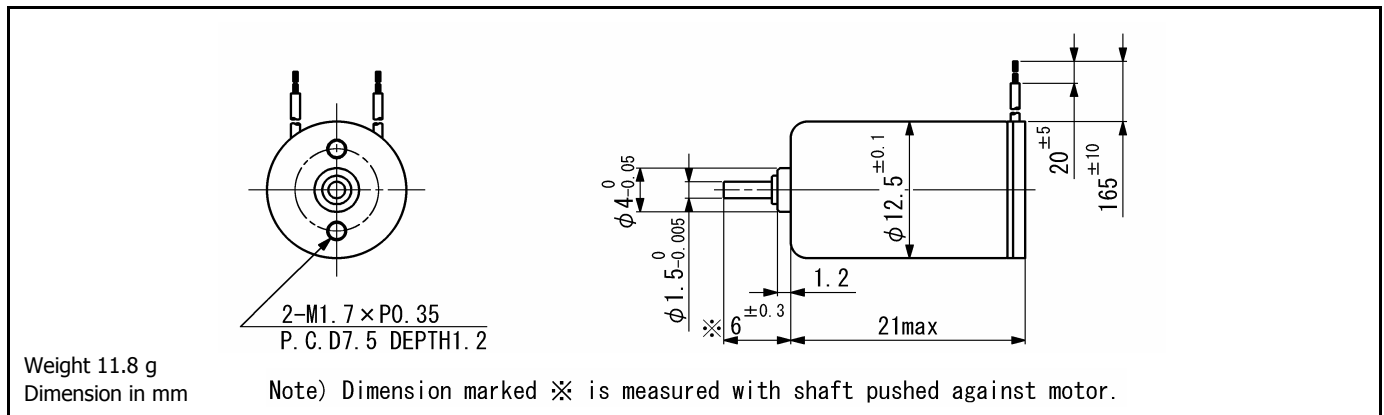 20 ±5
165 ±10
φ4 0 -0.05
φ12.5 ±0.1
φ1.5 0 -0.005
1.2
※6 ±0.3
21max
2-M1.7×P0.35
P.C.D7.5 DEPTH1.2
Weight 11.8 g
Dimension in mm
Note) Dimension marked ※ is measured with shaft pushed against motor.